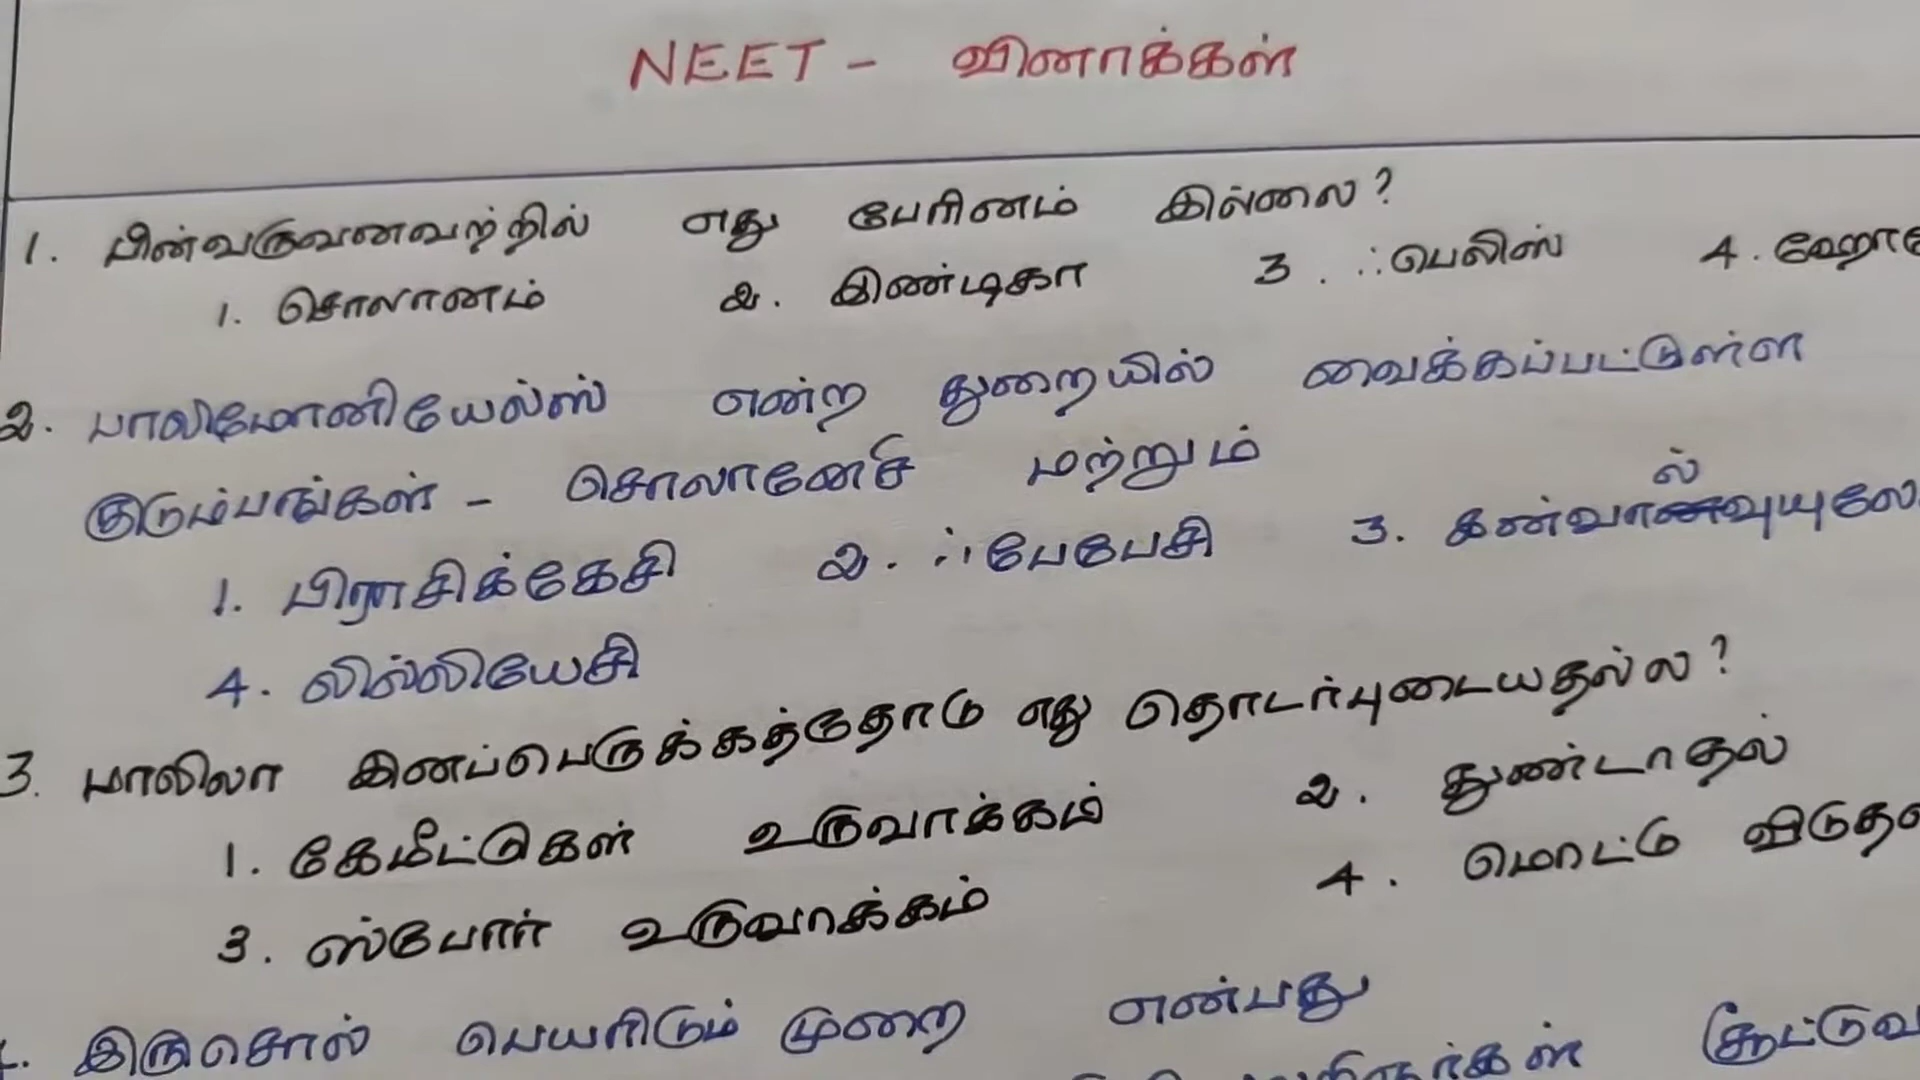 NEET - வினாக்கள்
1. பின்வருவனவற்றில் எது பேரினம் இல்லை?
1. சொலானம் 2. இண்டிகா 3. ஃபெலிஸ் 4.
2. பாலிமோனியேல்ஸ் என்ற துறையில் வைக்கப்பட்டுள்ள
குடும்பங்கள் - சொலானேசி மற்றும்
1. பிராசிக்கேசி 2. ஃபேபேசி 3.
4. லில்லியேசி
3. பாலிலா இனப்பெருக்கத்துதோடு எது தொடர்புடையதல்ல?
1. கேமீட்டுகள் உருவாக்கம் 2. துண்டாதல்
3. ஸ்போர் உருவாக்கம் 4. மொட்டு
இருசொல் பெயரிடும் முறை என்பது